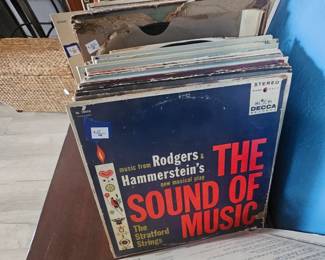 STEREO
DECCA
music from Rodgers &
Hammerstein's
new musical play
THE
SOUND OF
MUSIC
The
Stratford
Strings